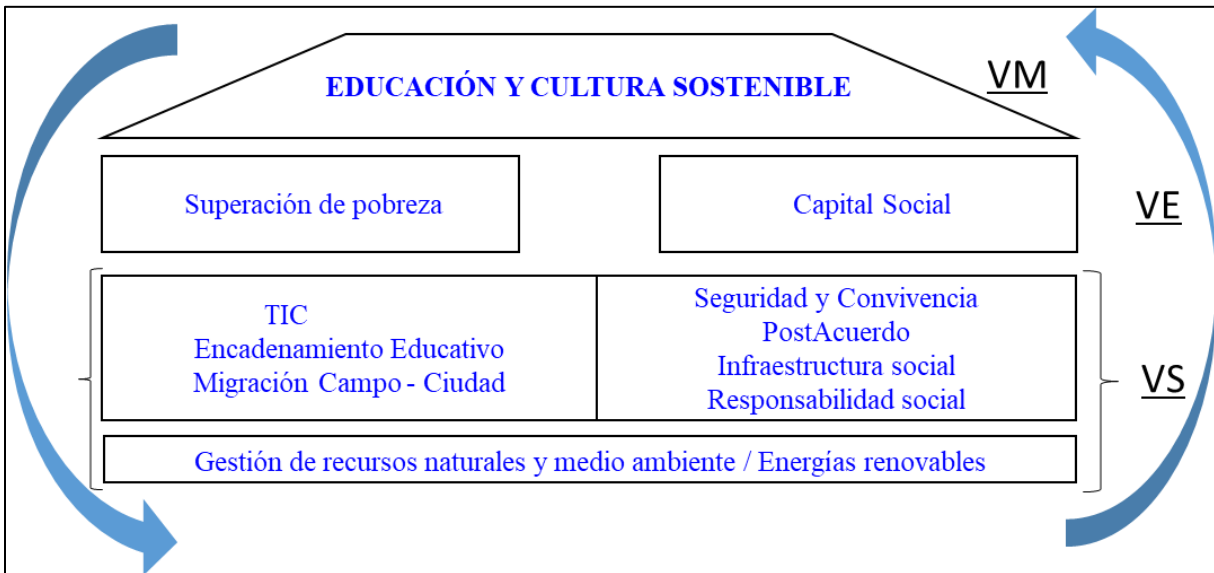 EDUCACIÓN Y CULTURA SOSTENIBLE
VM
Superación de pobreza
Capital Social
VE
TIC
Encadenamiento Educativo
Migración Campo - Ciudad
Seguridad y Convivencia
PostAcuerdo
Infraestructura social
Responsabilidad social
VS
Gestión de recursos naturales y medio ambiente / Energías renovables